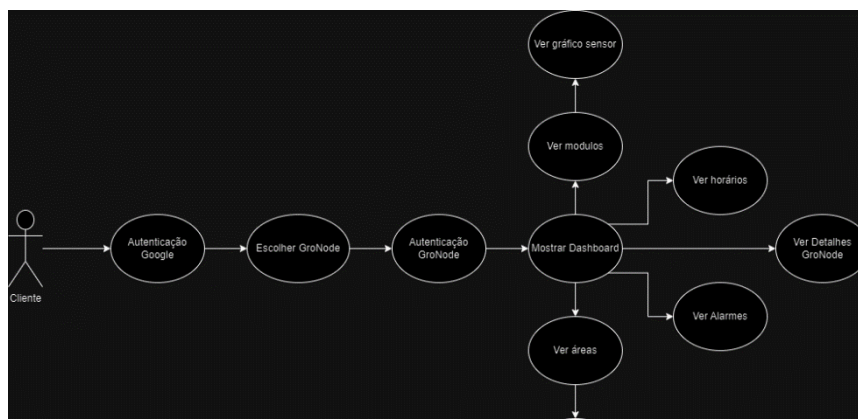 Ver gráfico sensor
Ver modulos
Ver horários
Autenticação
Google
Escolher GroNode
Autenticação
GroNode
Mostrar Dashboard
Ver Detalhes
GroNode
Cliente
Ver Alarmes
Ver áreas